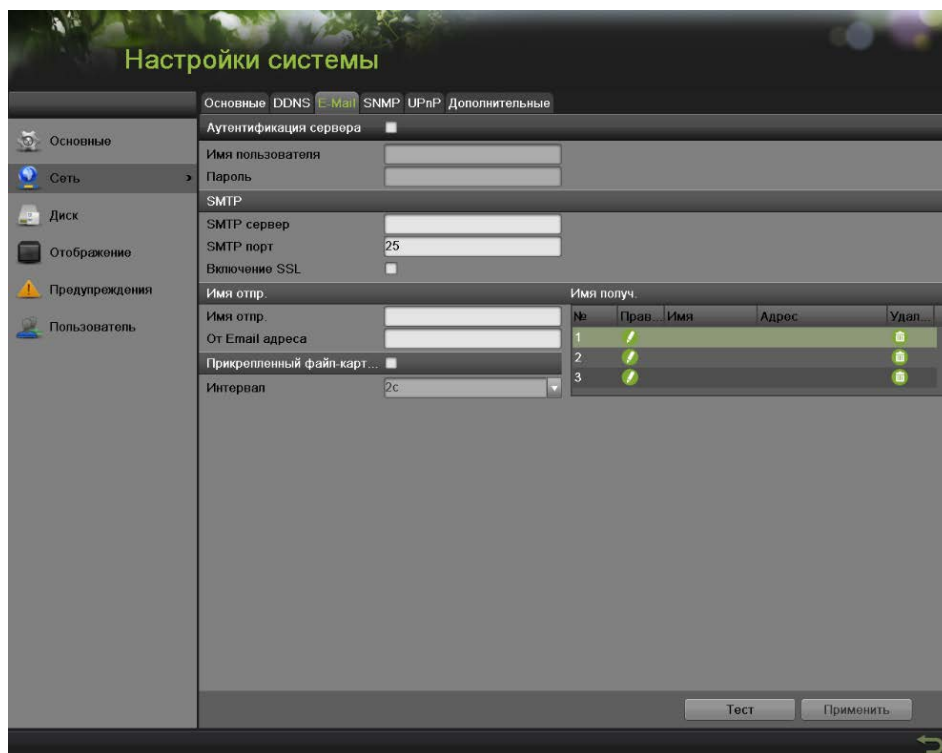 Настройки системы
Основные DDNS E-Mail SNMP UPnP Дополнительные
Основные
Сеть
Диск
Отображение
Предупреждения
Пользователь
Аутентификация сервера
Имя пользователя
Пароль
SMTP
SMTP сервер
SMTP порт 25
Включение SSL
Имя отпр.
Имя отпр.
От Email адреса
Прикрепленный файл-карт...
Интервал 2с
Имя получ.
№ Прав... Имя Адрес Удал...
1
2
3
Тест Применить